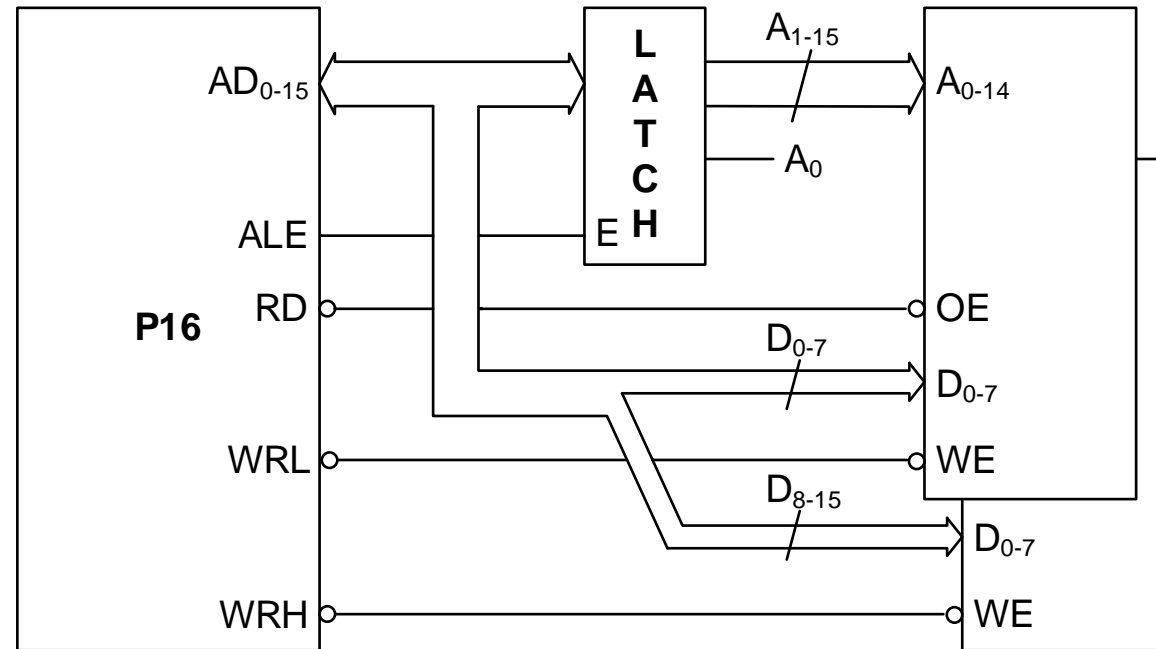 AD0-15
ALE
P16
RD
WRL
WRH
LATCH
E
A1-15
A0
D0-7
D8-15
A0-14
OE
D0-7
WE
D0-7
WE